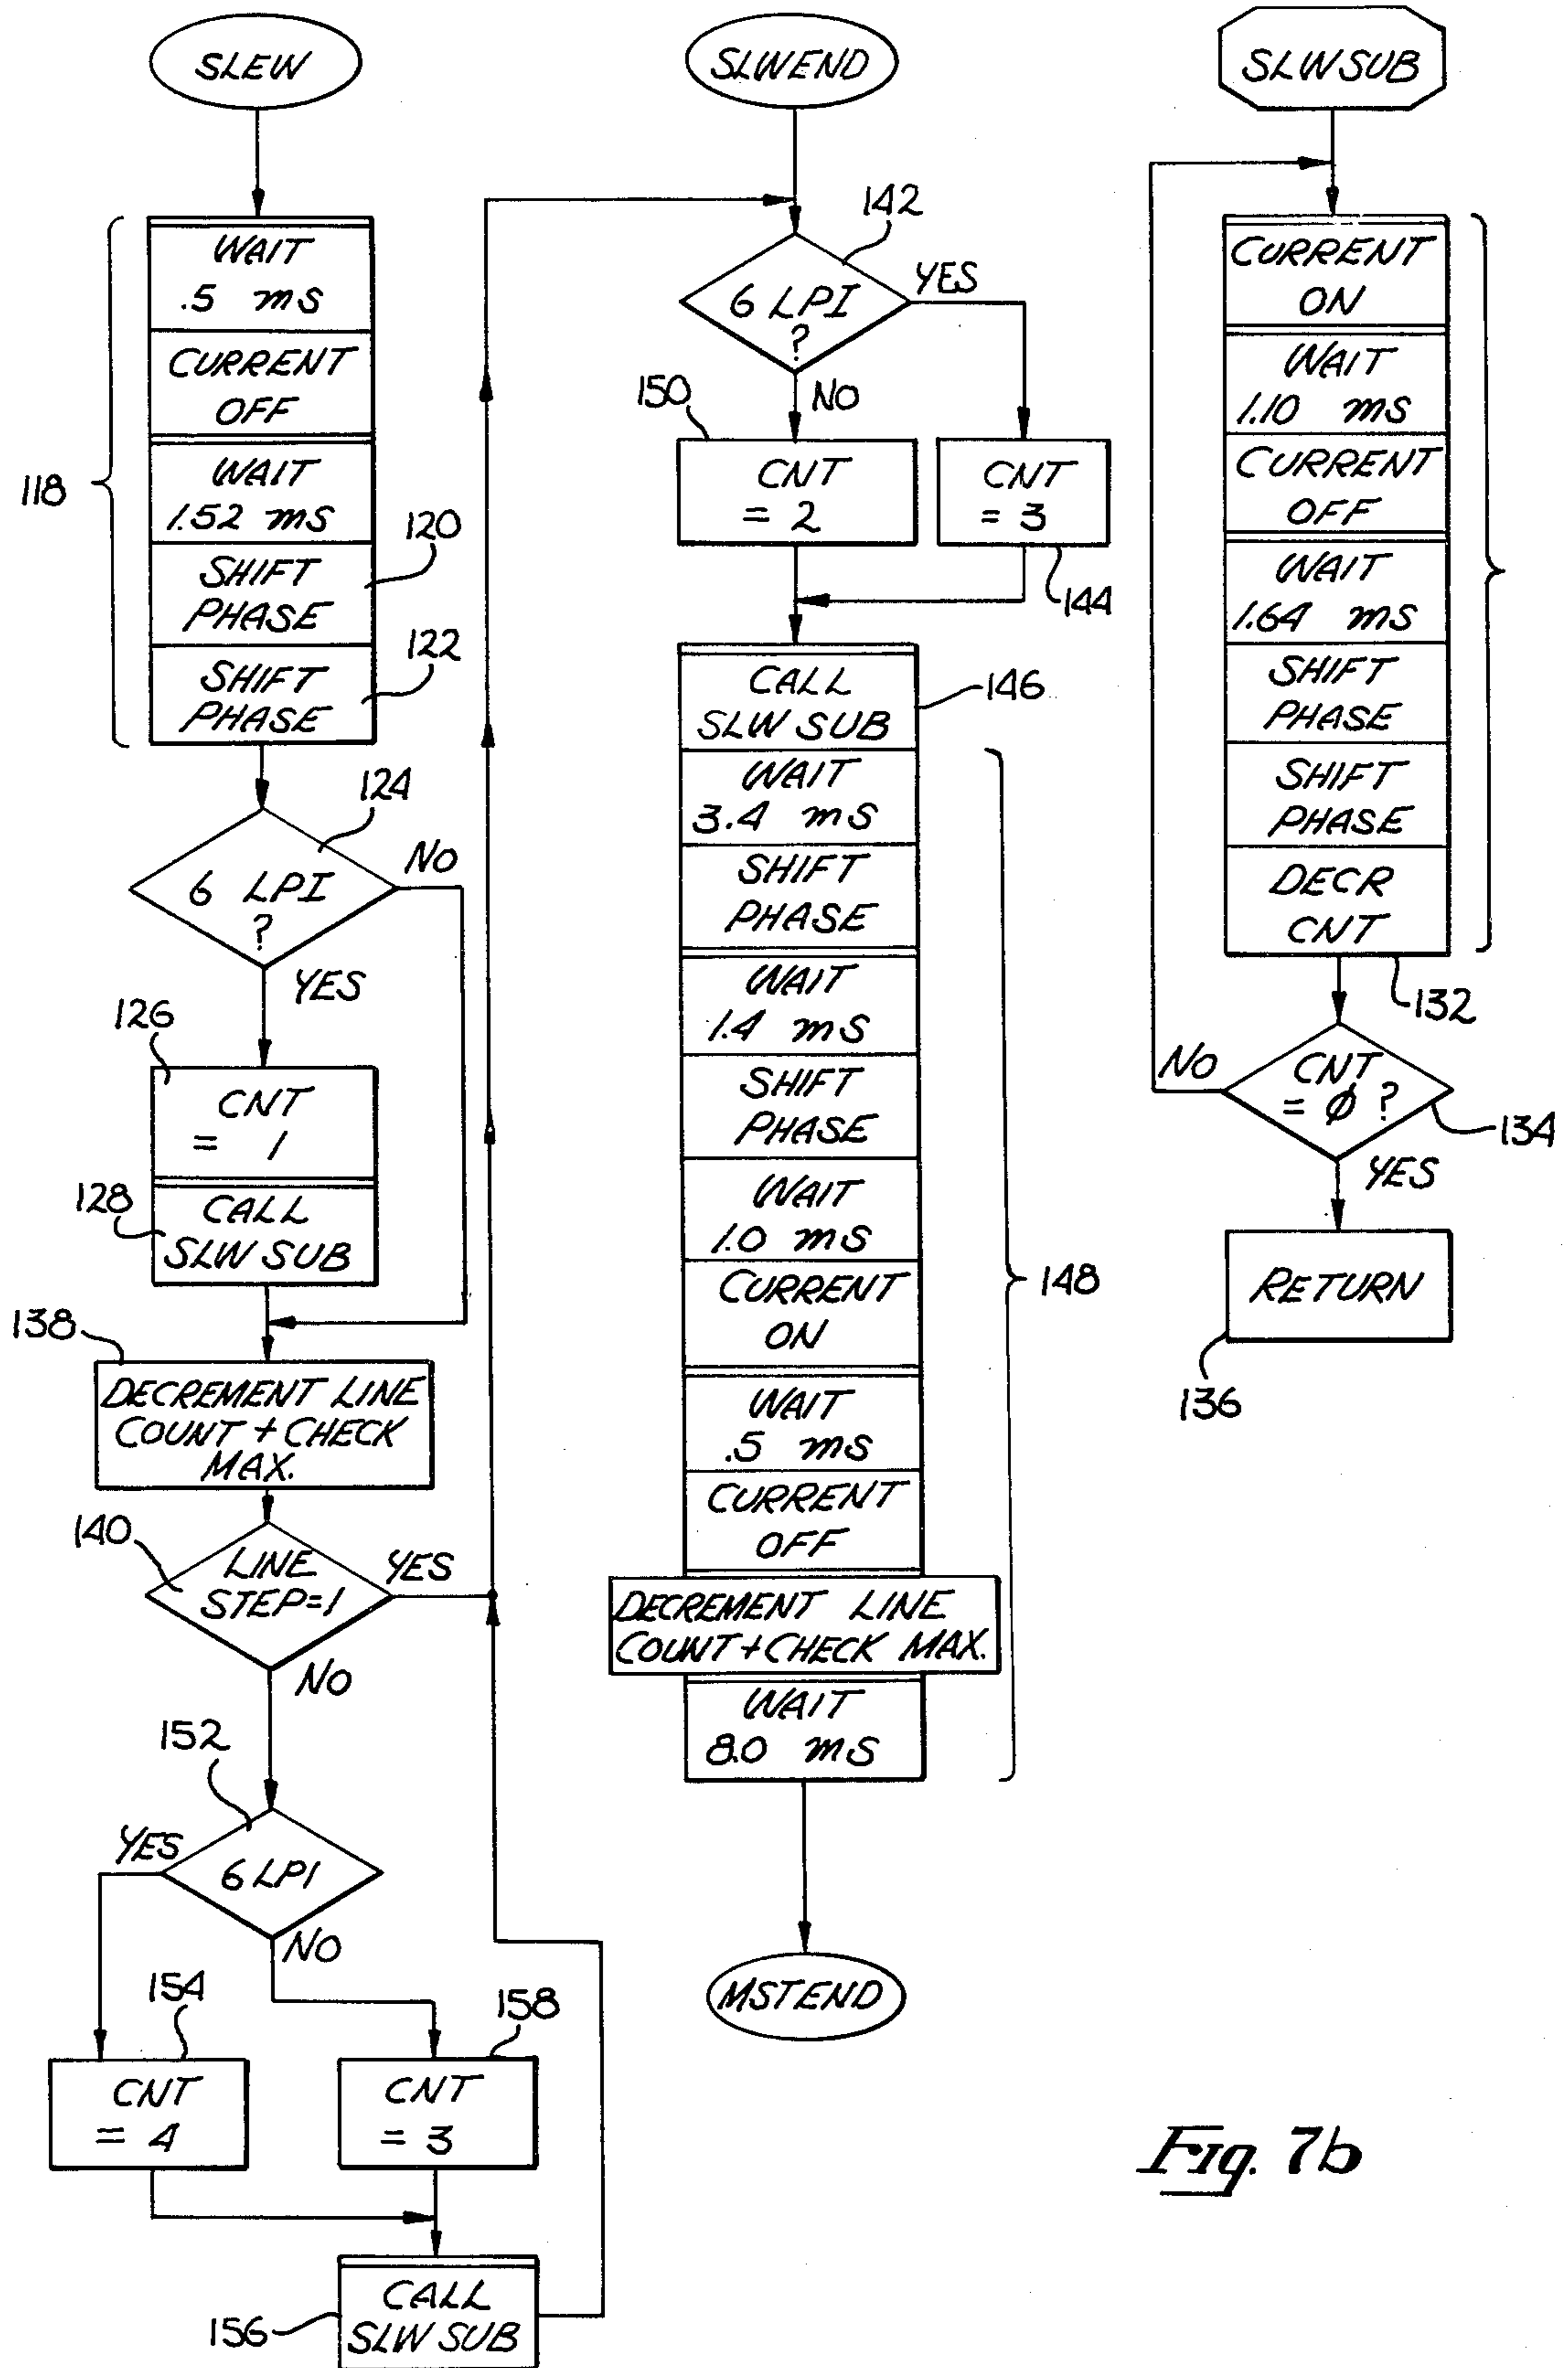 SLEW
WAIT
.5 ms
CURRENT
OFF
WAIT
1.52 ms
SHIFT
PHASE
SHIFT
PHASE
118
120
122
124
6 LPI
?
NO
YES
126
CNT
= 1
128
CALL
SLW SUB
138
DECREMENT LINE
COUNT + CHECK
MAX.
140
LINE
STEP=1
YES
NO
152
YES
6 LPI
NO
154
CNT
= 4
158
CNT
= 3
156
CALL
SLW SUB
SLWEND
142
6 LPI
?
YES
NO
150
CNT
= 2
CNT
= 3
144
CALL
SLW SUB
146
WAIT
3.4 ms
SHIFT
PHASE
WAIT
1.4 ms
SHIFT
PHASE
WAIT
1.0 ms
CURRENT
ON
WAIT
.5 ms
CURRENT
OFF
DECREMENT LINE
COUNT + CHECK MAX.
WAIT
8.0 ms
148
MSTEND
SLWSUB
CURRENT
ON
WAIT
1.10 ms
CURRENT
OFF
WAIT
1.64 ms
SHIFT
PHASE
SHIFT
PHASE
DECR
CNT
132
CNT
= Ø ?
NO
134
YES
RETURN
136
Fig. 7b